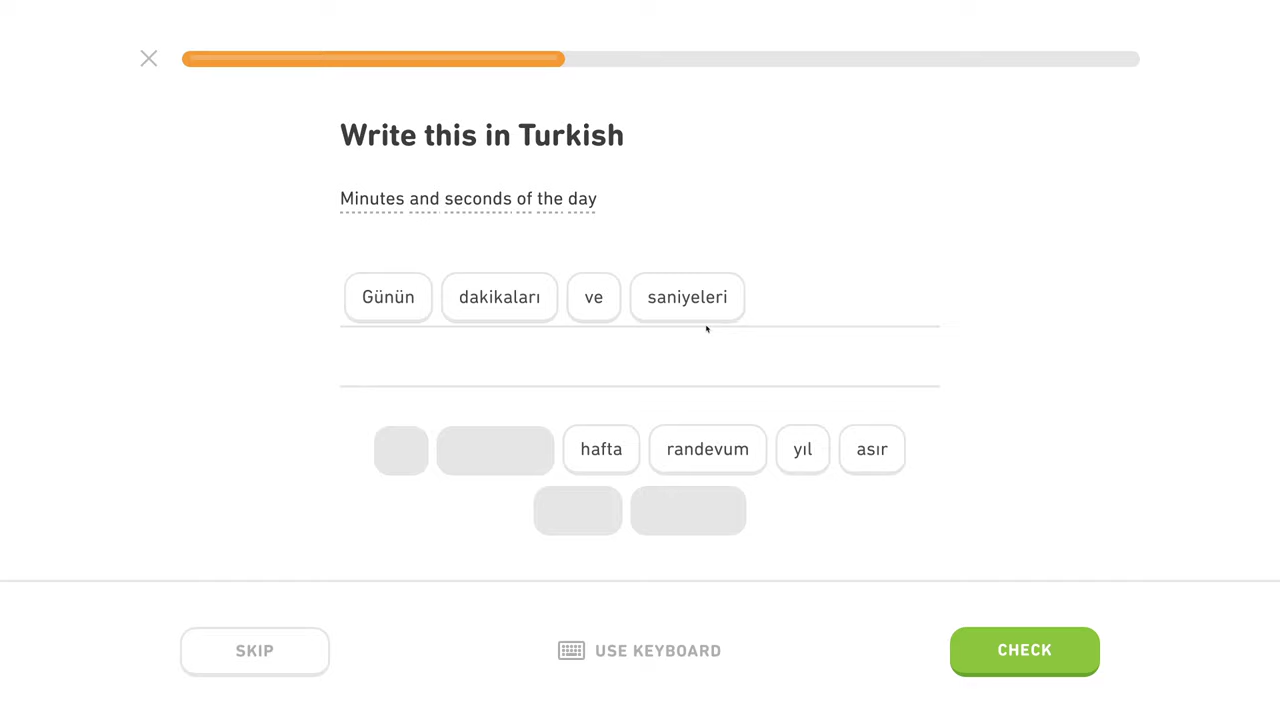 Write this in Turkish
Minutes and seconds of the day
Günün dakikaları ve saniyeleri
hafta randevum yıl asır
SKIP USE KEYBOARD CHECK